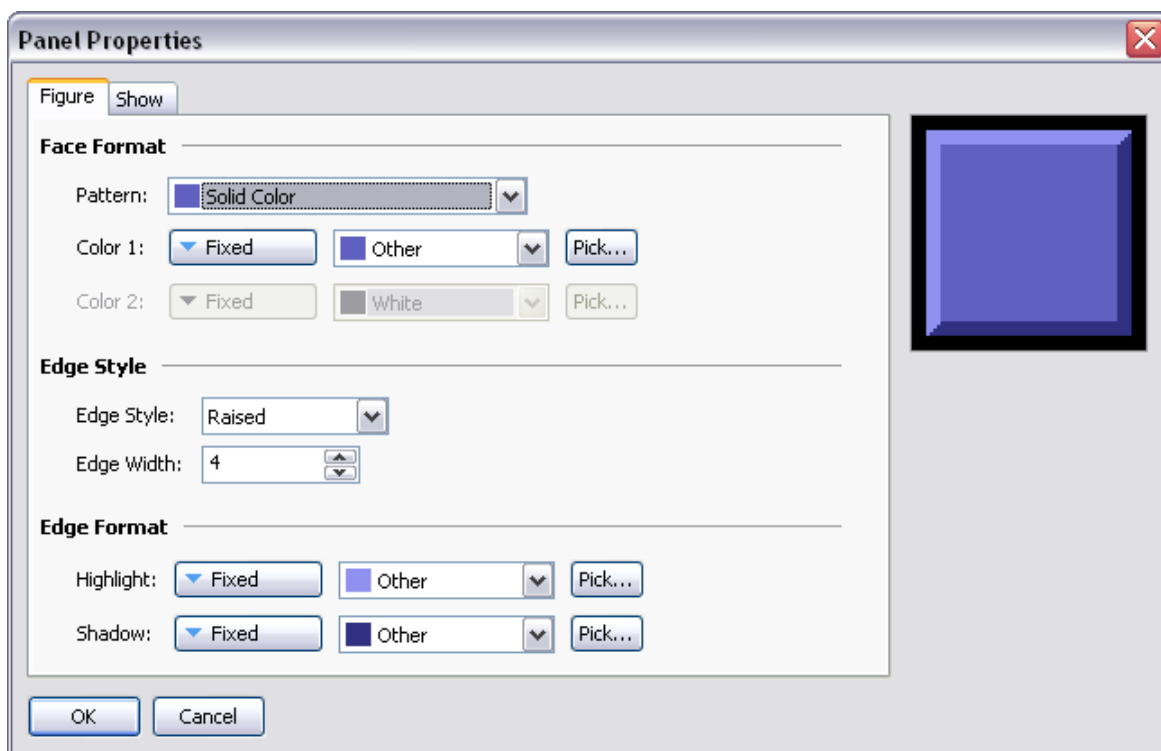 Panel Properties
Figure Show
Face Format
Pattern: Solid Color
Color 1: Fixed Other Pick...
Color 2: Fixed White Pick...
Edge Style
Edge Style: Raised
Edge Width: 4
Edge Format
Highlight: Fixed Other Pick...
Shadow: Fixed Other Pick...
OK Cancel